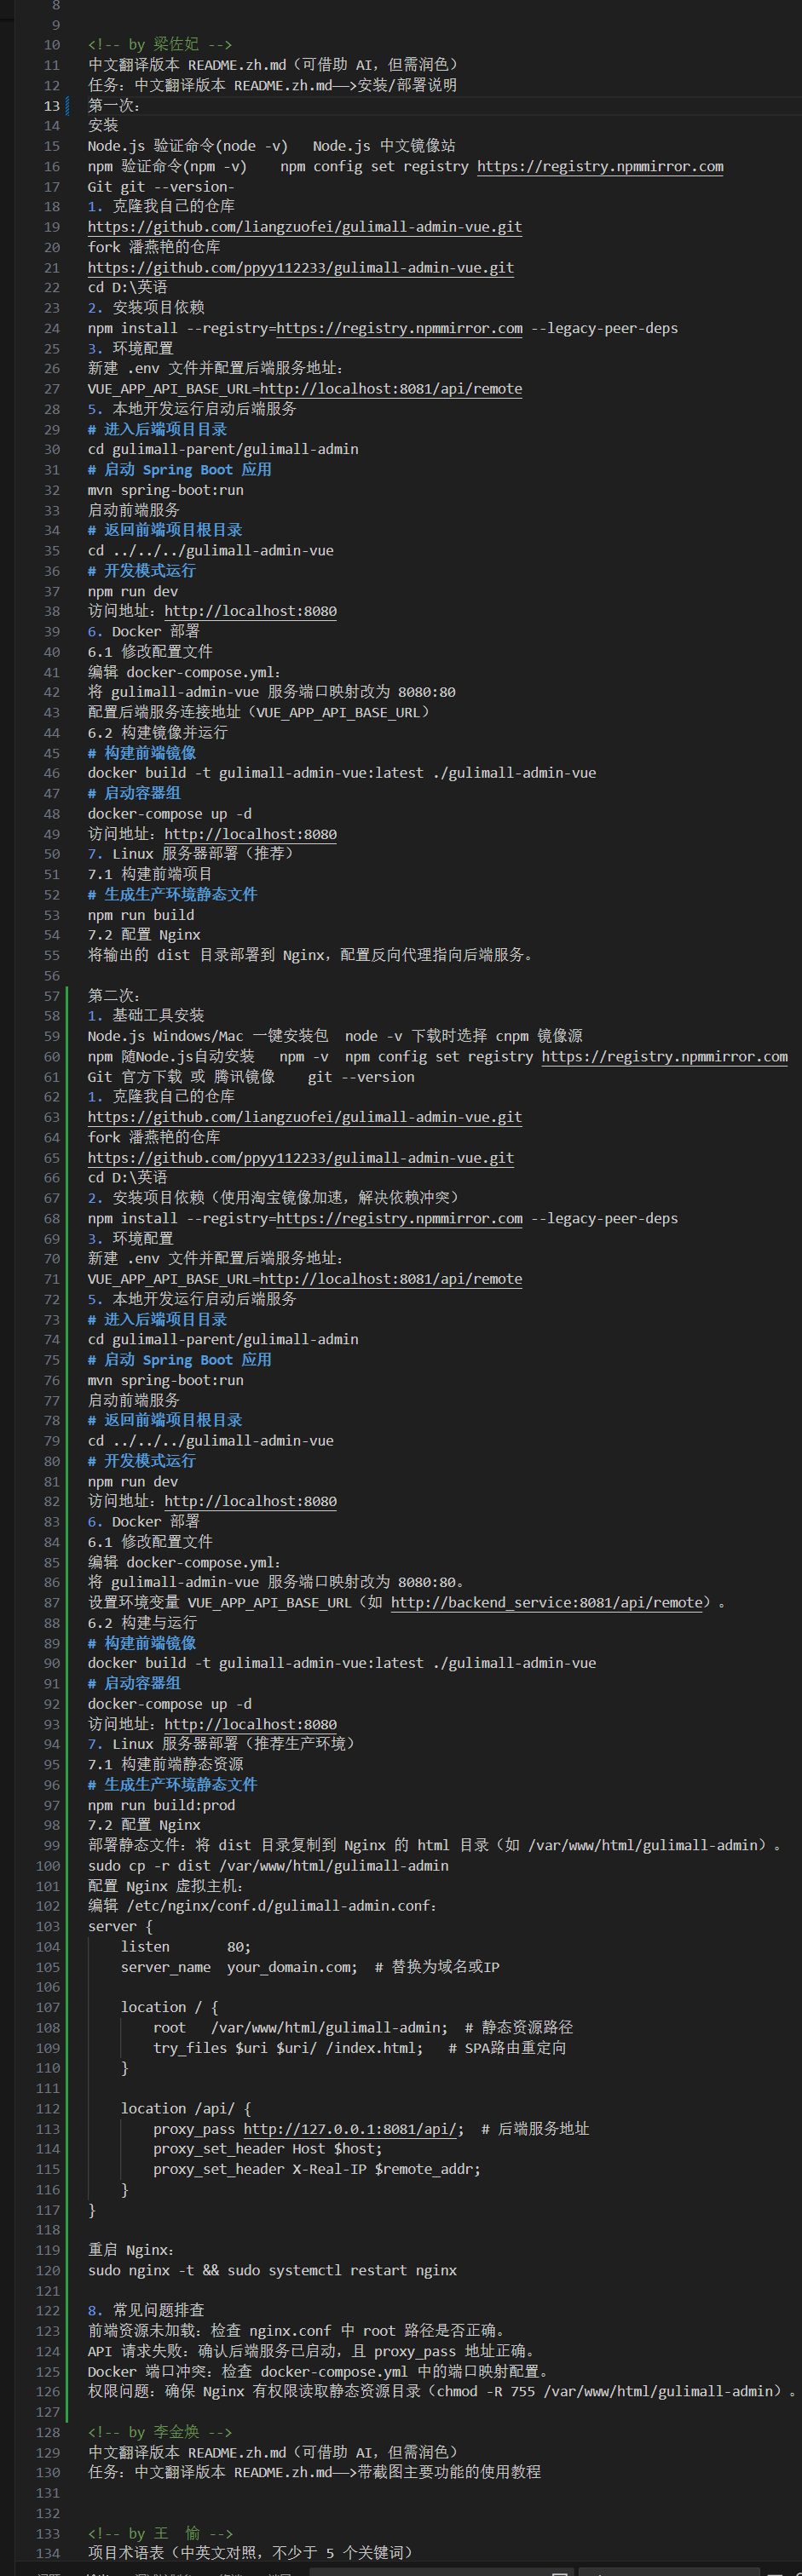 8
9
10 <!-- by 梁佐妃 -->
11 中文翻译版本 README.zh.md（可借助 AI，但需润色）
12 任务：中文翻译版本 README.zh.md——>安装/部署说明
13 第一次：
14 安装
15 Node.js 验证命令(node -v)   Node.js 中文镜像站
16 npm 验证命令(npm -v)    npm config set registry https://registry.npmmirror.com
17 Git git --version-
18 1. 克隆我自己的仓库
19 https://github.com/liangzuofei/gulimall-admin-vue.git
20 fork 潘燕艳的仓库
21 https://github.com/ppyy112233/gulimall-admin-vue.git
22 cd D:\英语
23 2. 安装项目依赖
24 npm install --registry=https://registry.npmmirror.com --legacy-peer-deps
25 3. 环境配置
26 新建 .env 文件并配置后端服务地址：
27 VUE_APP_API_BASE_URL=http://localhost:8081/api/remote
28 5. 本地开发运行启动后端服务
29 # 进入后端项目目录
30 cd gulimall-parent/gulimall-admin
31 # 启动 Spring Boot 应用
32 mvn spring-boot:run
33 启动前端服务
34 # 返回前端项目根目录
35 cd ../../../gulimall-admin-vue
36 # 开发模式运行
37 npm run dev
38 访问地址：http://localhost:8080
39 6. Docker 部署
40 6.1 修改配置文件
41 编辑 docker-compose.yml：
42 将 gulimall-admin-vue 服务端口映射改为 8080:80
43 配置后端服务连接地址（VUE_APP_API_BASE_URL）
44 6.2 构建镜像并运行
45 # 构建前端镜像
46 docker build -t gulimall-admin-vue:latest ./gulimall-admin-vue
47 # 启动容器组
48 docker-compose up -d
49 访问地址：http://localhost:8080
50 7. Linux 服务器部署（推荐）
51 7.1 构建前端项目
52 # 生成生产环境静态文件
53 npm run build
54 7.2 配置 Nginx
55 将输出的 dist 目录部署到 Nginx，配置反向代理指向后端服务。
56
57 第二次：
58 1. 基础工具安装
59 Node.js Windows/Mac 一键安装包  node -v 下载时选择 cnpm 镜像源
60 npm 随Node.js自动安装   npm -v  npm config set registry https://registry.npmmirror.com
61 Git 官方下载 或 腾讯镜像    git --version
62 1. 克隆我自己的仓库
63 https://github.com/liangzuofei/gulimall-admin-vue.git
64 fork 潘燕艳的仓库
65 https://github.com/ppyy112233/gulimall-admin-vue.git
66 cd D:\英语
67 2. 安装项目依赖（使用淘宝镜像加速，解决依赖冲突）
68 npm install --registry=https://registry.npmmirror.com --legacy-peer-deps
69 3. 环境配置
70 新建 .env 文件并配置后端服务地址：
71 VUE_APP_API_BASE_URL=http://localhost:8081/api/remote
72 5. 本地开发运行启动后端服务
73 # 进入后端项目目录
74 cd gulimall-parent/gulimall-admin
75 # 启动 Spring Boot 应用
76 mvn spring-boot:run
77 启动前端服务
78 # 返回前端项目根目录
79 cd ../../../gulimall-admin-vue
80 # 开发模式运行
81 npm run dev
82 访问地址：http://localhost:8080
83 6. Docker 部署
84 6.1 修改配置文件
85 编辑 docker-compose.yml：
86 将 gulimall-admin-vue 服务端口映射改为 8080:80。
87 设置环境变量 VUE_APP_API_BASE_URL（如 http://backend_service:8081/api/remote）。
88 6.2 构建与运行
89 # 构建前端镜像
90 docker build -t gulimall-admin-vue:latest ./gulimall-admin-vue
91 # 启动容器组
92 docker-compose up -d
93 访问地址：http://localhost:8080
94 7. Linux 服务器部署（推荐生产环境）
95 7.1 构建前端静态资源
96 # 生成生产环境静态文件
97 npm run build:prod
98 7.2 配置 Nginx
99 部署静态文件：将 dist 目录复制到 Nginx 的 html 目录（如 /var/www/html/gulimall-admin）。
100 sudo cp -r dist /var/www/html/gulimall-admin
101 配置 Nginx 虚拟主机：
102 编辑 /etc/nginx/conf.d/gulimall-admin.conf：
103 server {
104     listen       80;
105     server_name  your_domain.com;  # 替换为域名或IP
106
107     location / {
108         root   /var/www/html/gulimall-admin;  # 静态资源路径
109         try_files $uri $uri/ /index.html;   # SPA路由重定向
110     }
111
112     location /api/ {
113         proxy_pass http://127.0.0.1:8081/api/;  # 后端服务地址
114         proxy_set_header Host $host;
115         proxy_set_header X-Real-IP $remote_addr;
116     }
117 }
118
119 重启 Nginx：
120 sudo nginx -t && sudo systemctl restart nginx
121
122 8. 常见问题排查
123 前端资源未加载：检查 nginx.conf 中 root 路径是否正确。
124 API 请求失败：确认后端服务已启动，且 proxy_pass 地址正确。
125 Docker 端口冲突：检查 docker-compose.yml 中的端口映射配置。
126 权限问题：确保 Nginx 有权限读取静态资源目录（chmod -R 755 /var/www/html/gulimall-admin）。
127
128 <!-- by 李金焕 -->
129 中文翻译版本 README.zh.md（可借助 AI，但需润色）
130 任务：中文翻译版本 README.zh.md——>带截图主要功能的使用教程
131
132
133 <!-- by 王  愉 -->
134 项目术语表（中英文对照，不少于 5 个关键词）